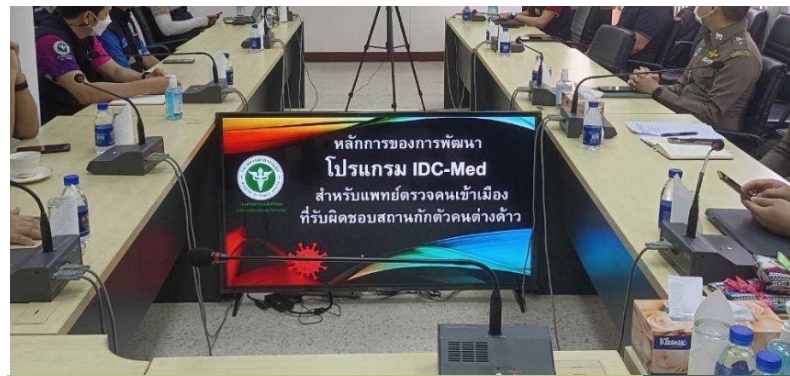 หลักการของการพัฒนา
โปรแกรม IDC-Med
สำหรับแพทย์ตรวจคนเข้าเมือง
ที่รับผิดชอบสถานกักตัวคนต่างด้าว
Kleenex